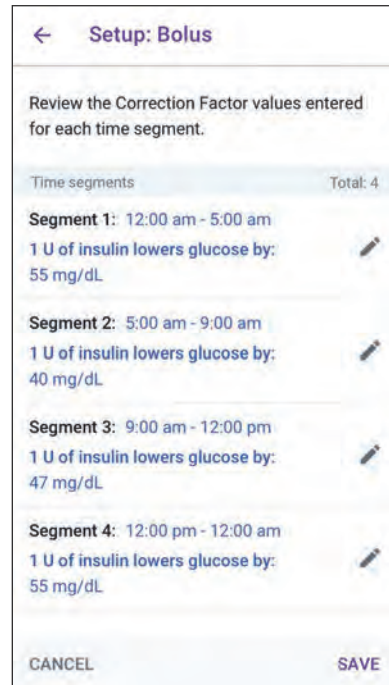 Setup: Bolus
Review the Correction Factor values entered
for each time segment.
Time segments Total: 4
Segment 1: 12:00 am - 5:00 am
1 U of insulin lowers glucose by:
55 mg/dL
Segment 2: 5:00 am - 9:00 am
1 U of insulin lowers glucose by:
40 mg/dL
Segment 3: 9:00 am - 12:00 pm
1 U of insulin lowers glucose by:
47 mg/dL
Segment 4: 12:00 pm - 12:00 am
1 U of insulin lowers glucose by:
55 mg/dL
CANCEL SAVE